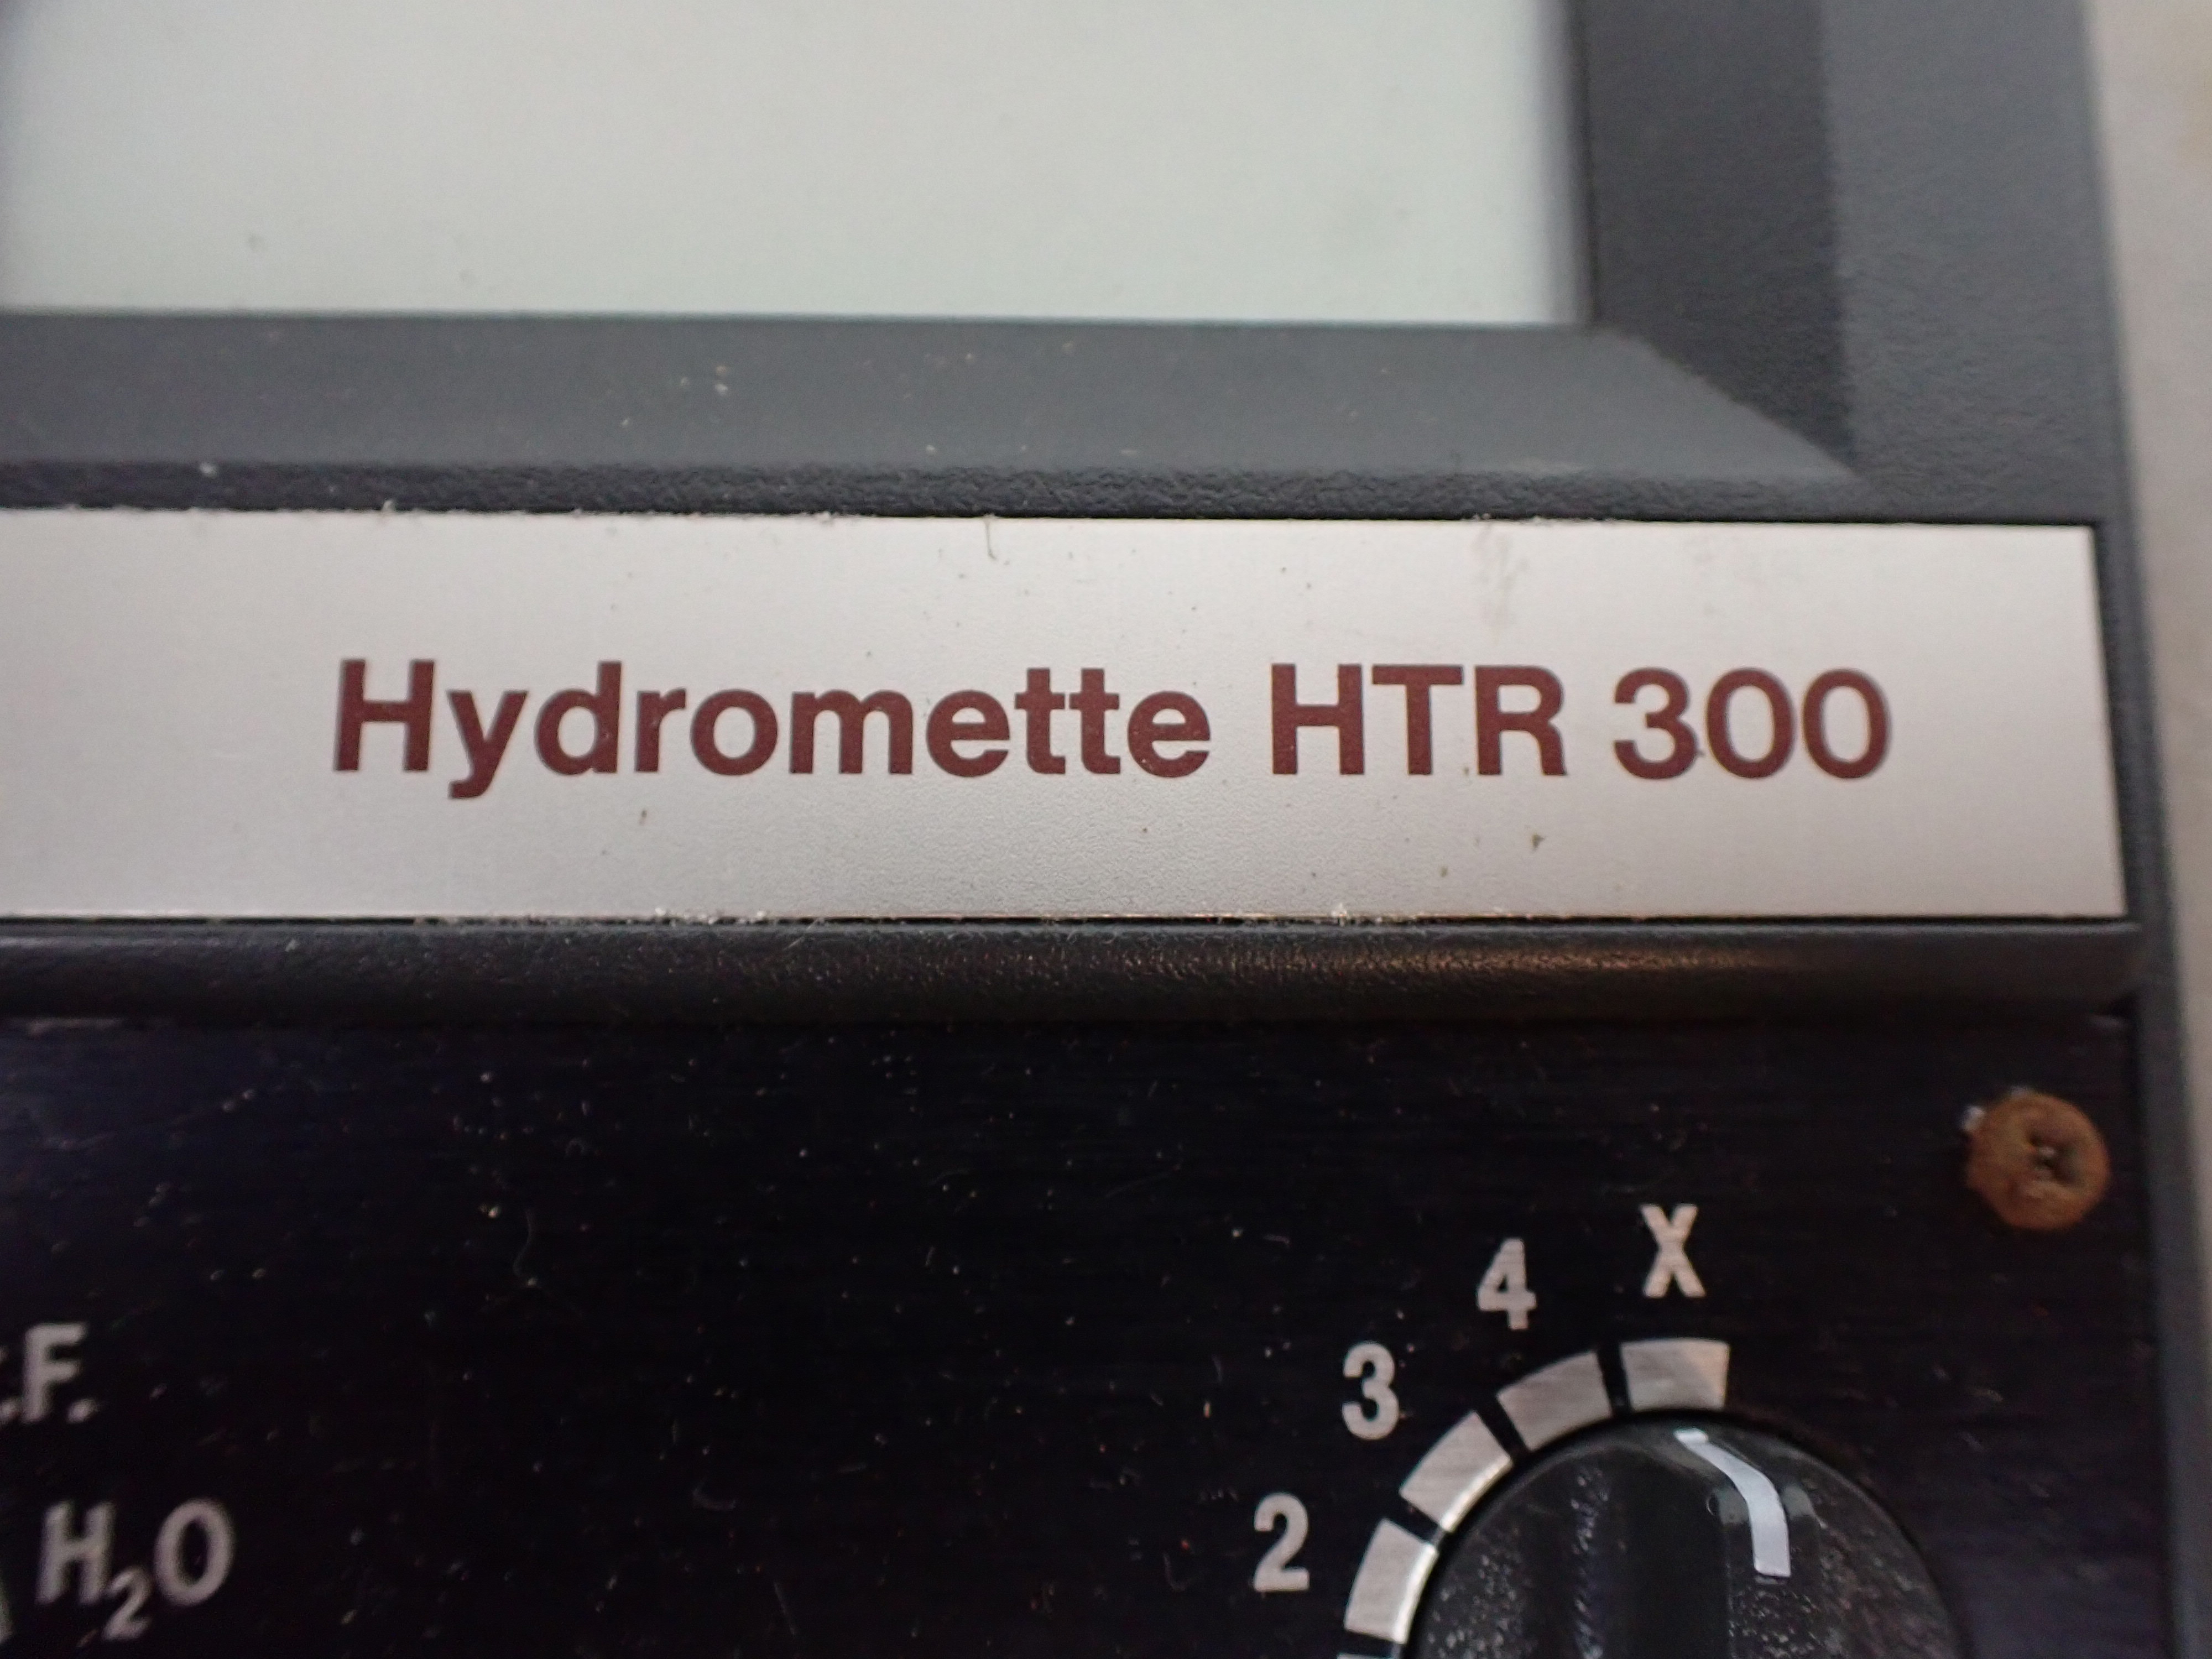 Hydromette HTR 300
X
4
3
2
.F.
H₂O